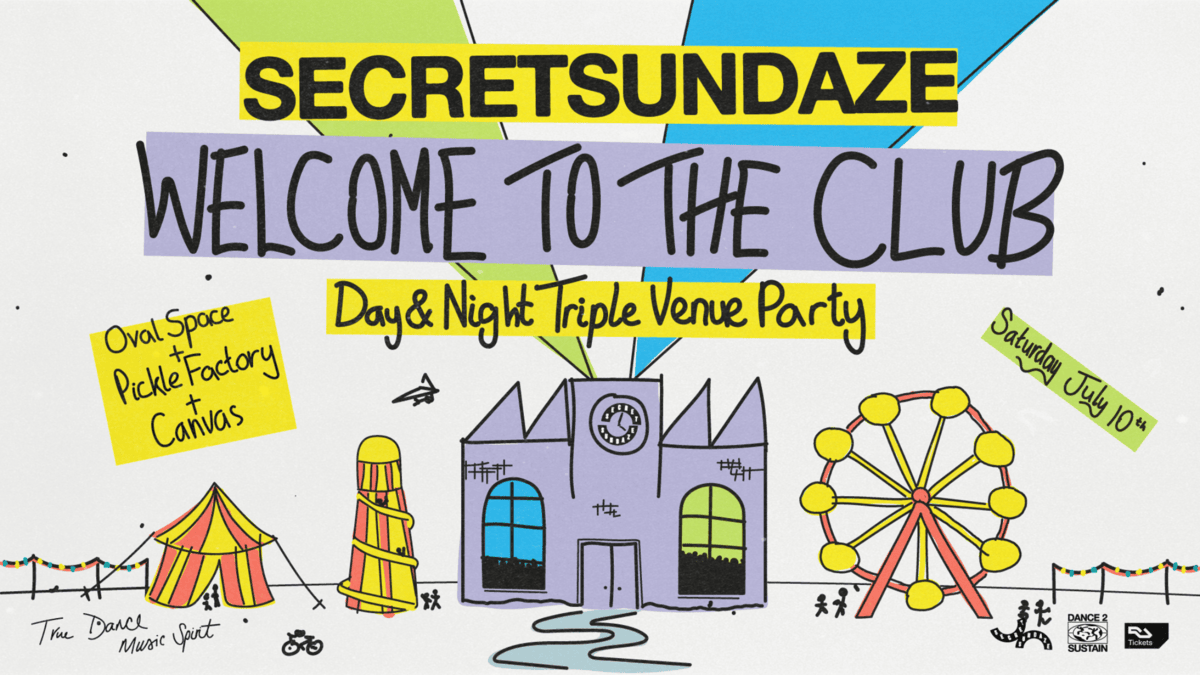 SECRETSUNDAZE
WELCOME TO THE CLUB
Day & Night Triple Venue Party
Oval Space
+
Pickle Factory
+
Canvas
Saturday July 10th
True Dance
Music Spirit
DANCE 2
SUSTAIN
RA
Tickets